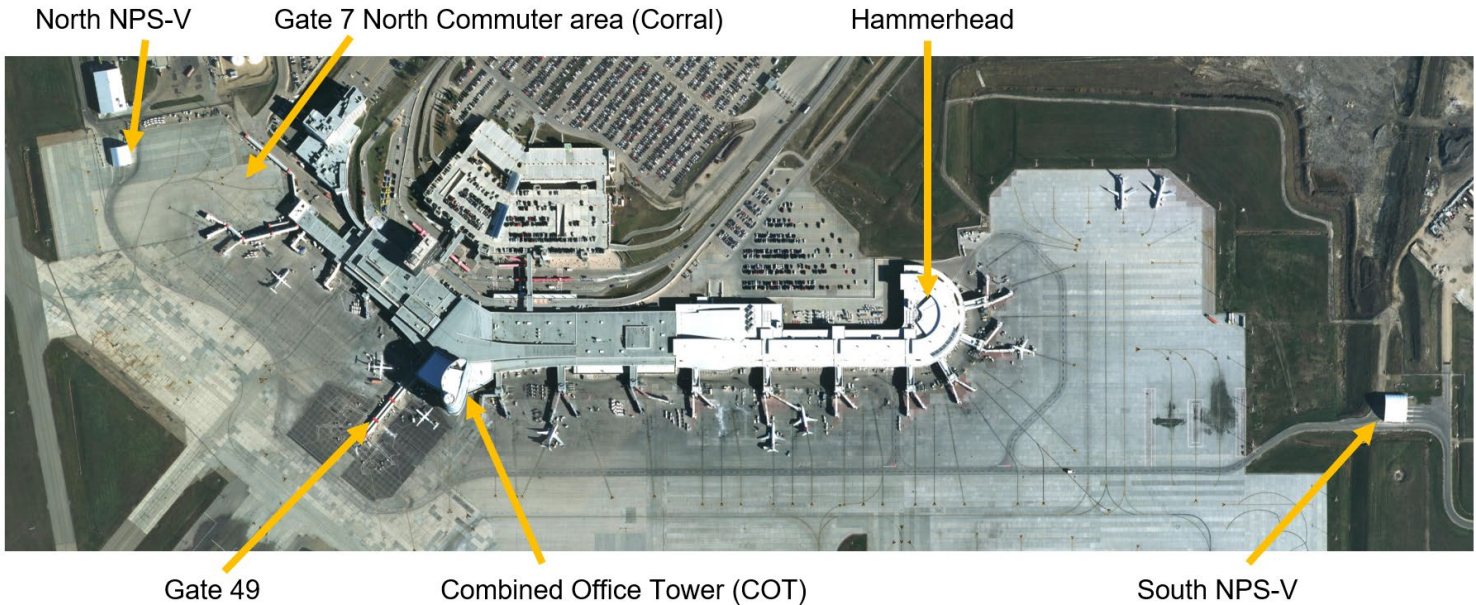 North NPS-V
Gate 7 North Commuter area (Corral)
Hammerhead
Gate 49
Combined Office Tower (COT)
South NPS-V